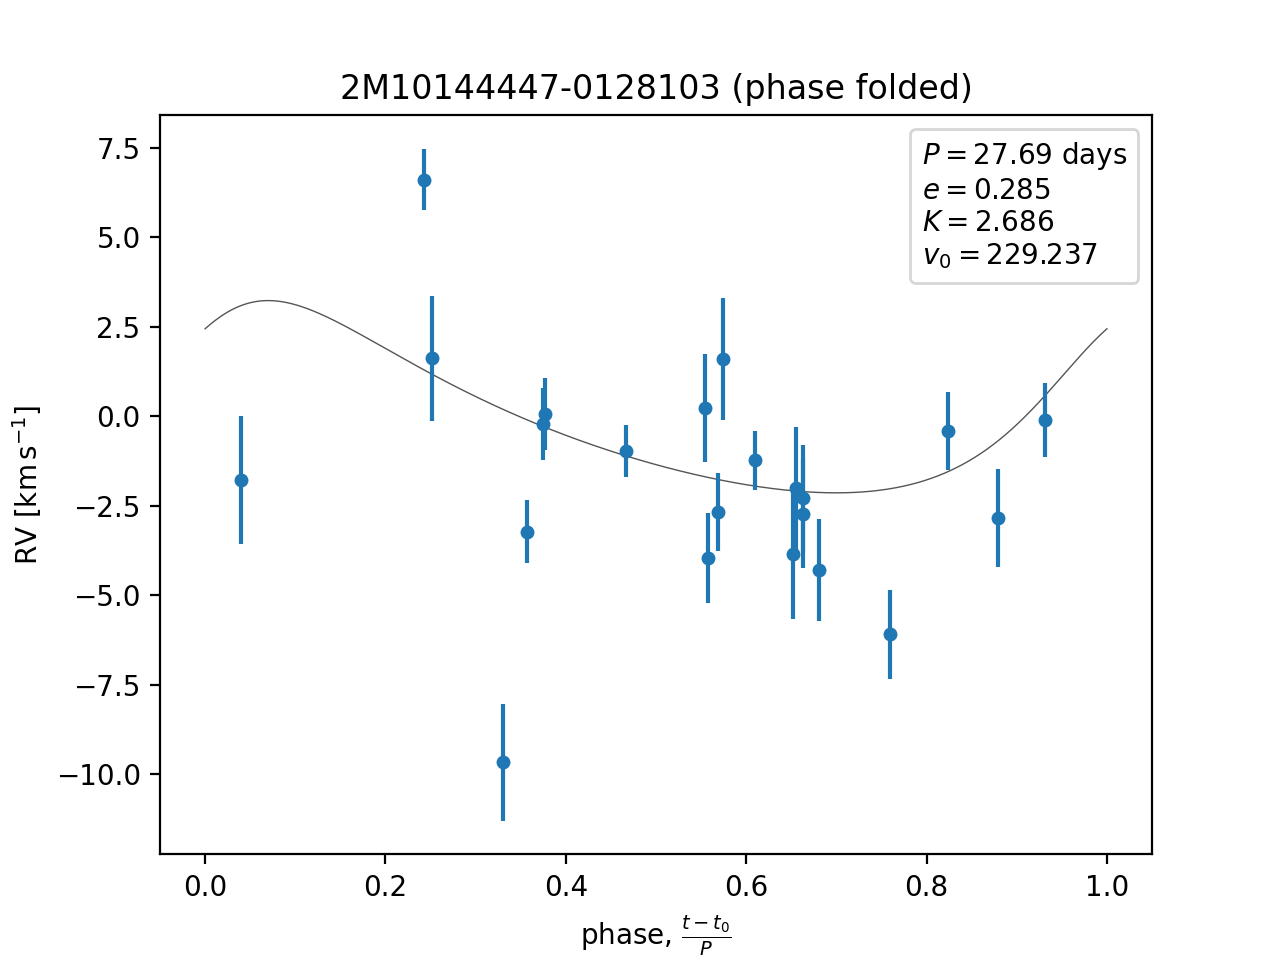 2M10144447-0128103 (phase folded)
P = 27.69 days
e = 0.285
K = 2.686
v₀ = 229.237
7.5
5.0
2.5
0.0
−2.5
−5.0
−7.5
−10.0
RV [km s⁻¹]
0.0 0.2 0.4 0.6 0.8 1.0
phase, (t − t₀)/P